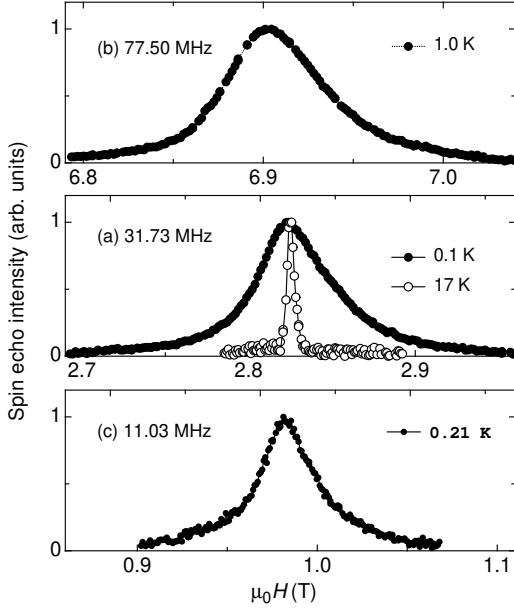 1
(b) 77.50 MHz
1.0 K
0
6.8
6.9
7.0
Spin echo intensity (arb. units)
1
(a) 31.73 MHz
0.1 K
17 K
0
2.7
2.8
2.9
1
(c) 11.03 MHz
0.21 K
0
0.9
1.0
1.1
μ₀H (T)